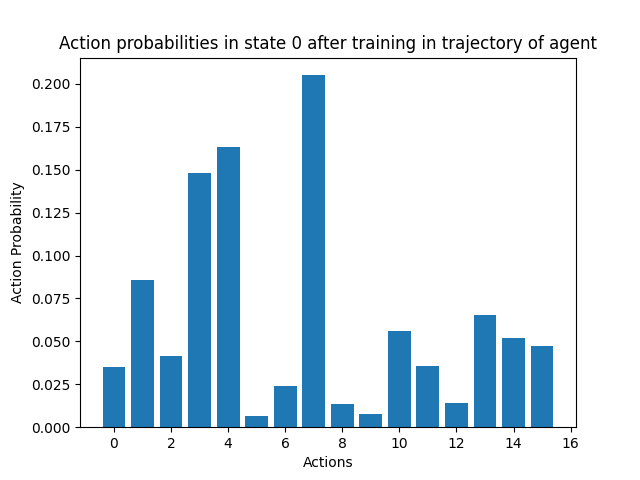 Action probabilities in state 0 after training in trajectory of agent
Action Probability
0.200
0.175
0.150
0.125
0.100
0.075
0.050
0.025
0.000
0 2 4 6 8 10 12 14 16
Actions